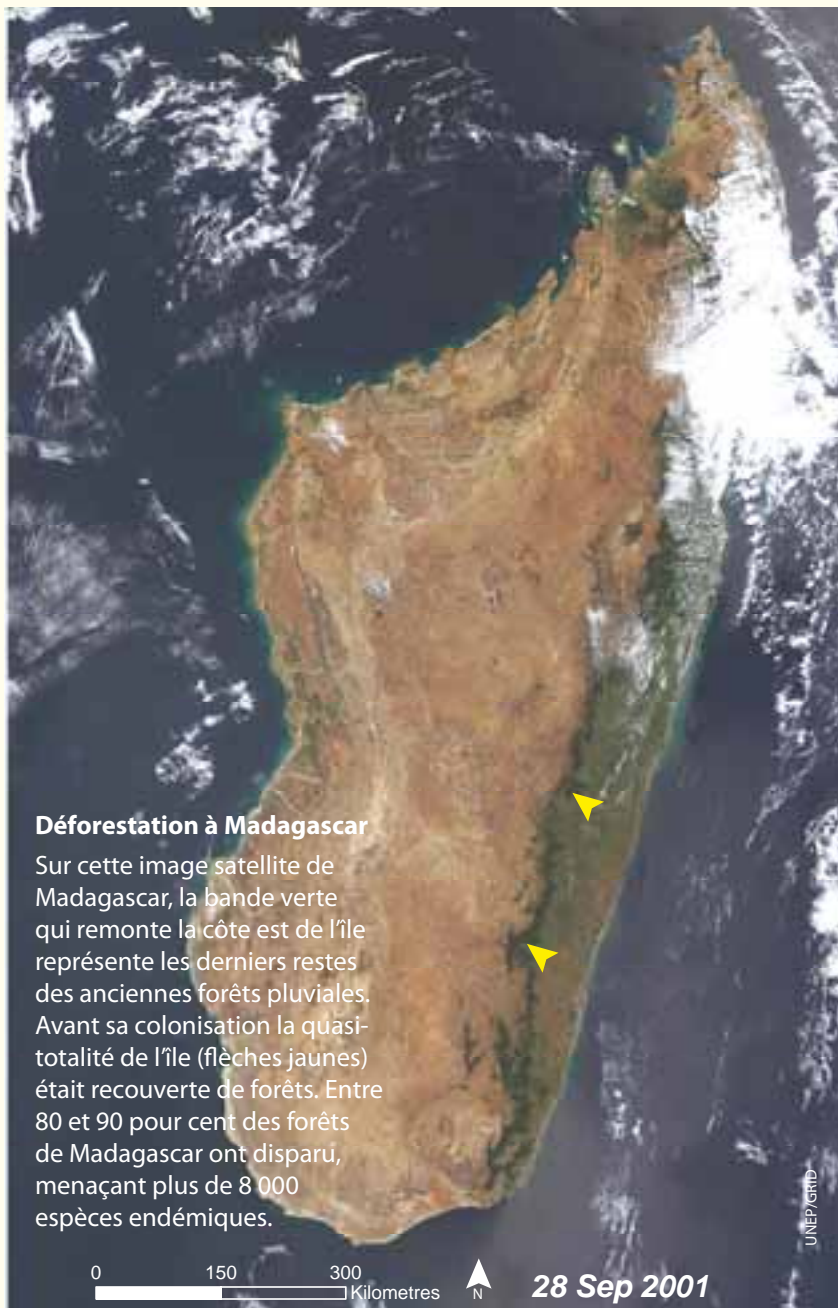 Déforestation à Madagascar
Sur cette image satellite de
Madagascar, la bande verte
qui remonte la côte est de l'île
représente les derniers restes
des anciennes forêts pluviales.
Avant sa colonisation la quasi-
totalité de l'île (flèches jaunes)
était recouverte de forêts. Entre
80 et 90 pour cent des forêts
de Madagascar ont disparu,
menaçant plus de 8 000
espèces endémiques.
UNEP/GRID
0 150 300
Kilometres N 28 Sep 2001